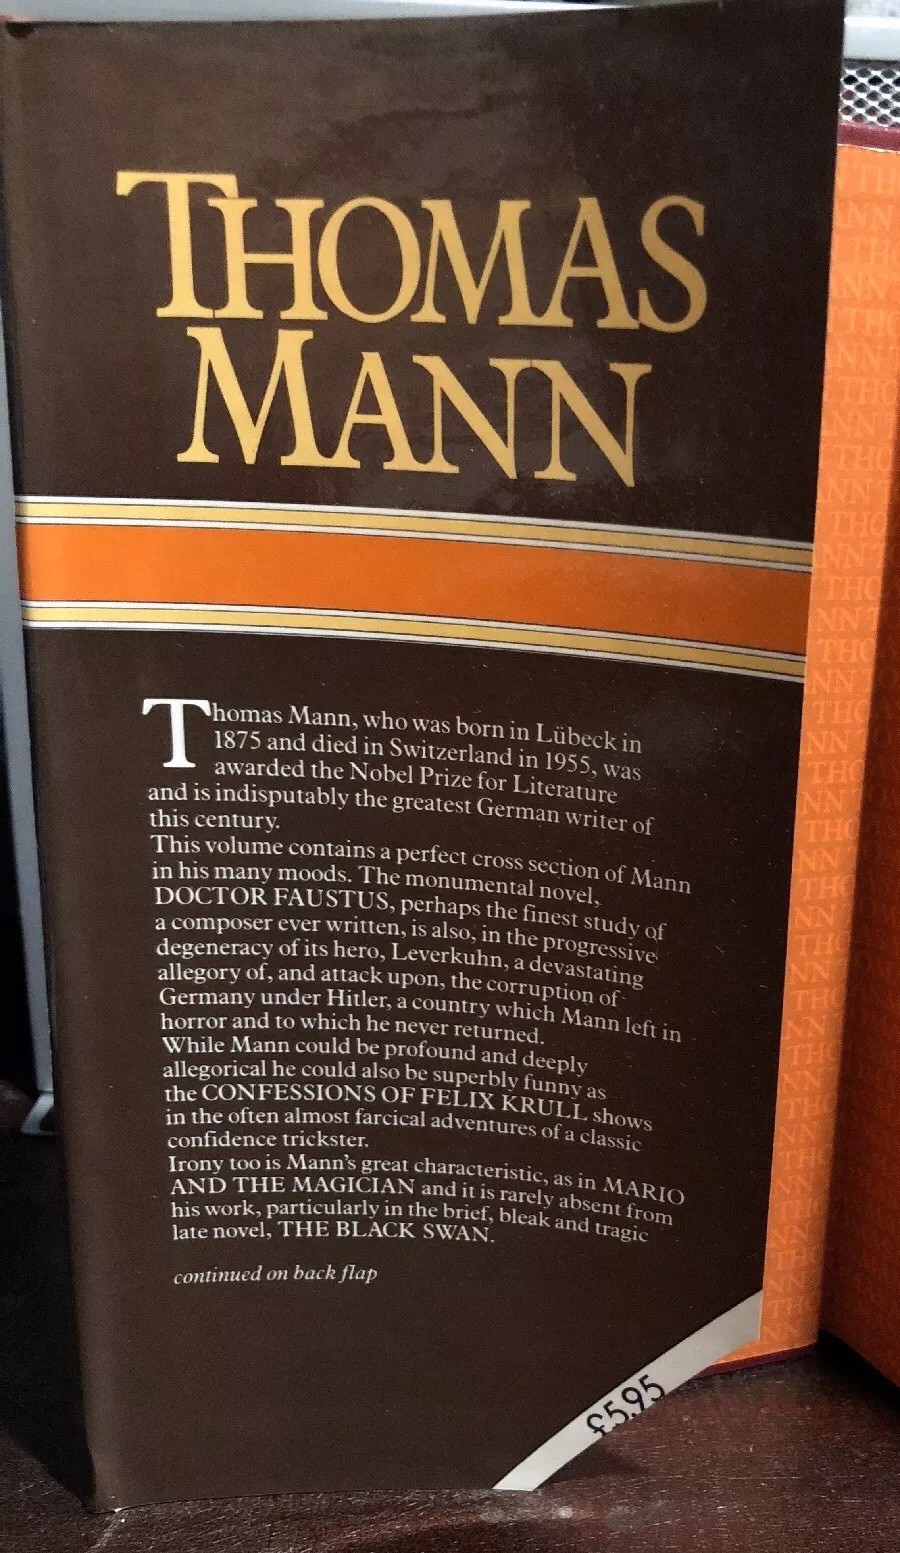 THOMAS
MANN
Thomas Mann, who was born in Lübeck in
1875 and died in Switzerland in 1955, was
awarded the Nobel Prize for Literature
and is indisputably the greatest German writer of
this century.
This volume contains a perfect cross section of Mann
in his many moods. The monumental novel,
DOCTOR FAUSTUS, perhaps the finest study of
a composer ever written, is also, in the progressive
degeneracy of its hero, Leverkuhn, a devastating
allegory of, and attack upon, the corruption of
Germany under Hitler, a country which Mann left in
horror and to which he never returned.
While Mann could be profound and deeply
allegorical he could also be superbly funny as
the CONFESSIONS OF FELIX KRULL shows
in the often almost farcical adventures of a classic
confidence trickster.
Irony too is Mann's great characteristic, as in MARIO
AND THE MAGICIAN and it is rarely absent from
his work, particularly in the brief, bleak and tragic
late novel, THE BLACK SWAN.
continued on back flap
£5.95